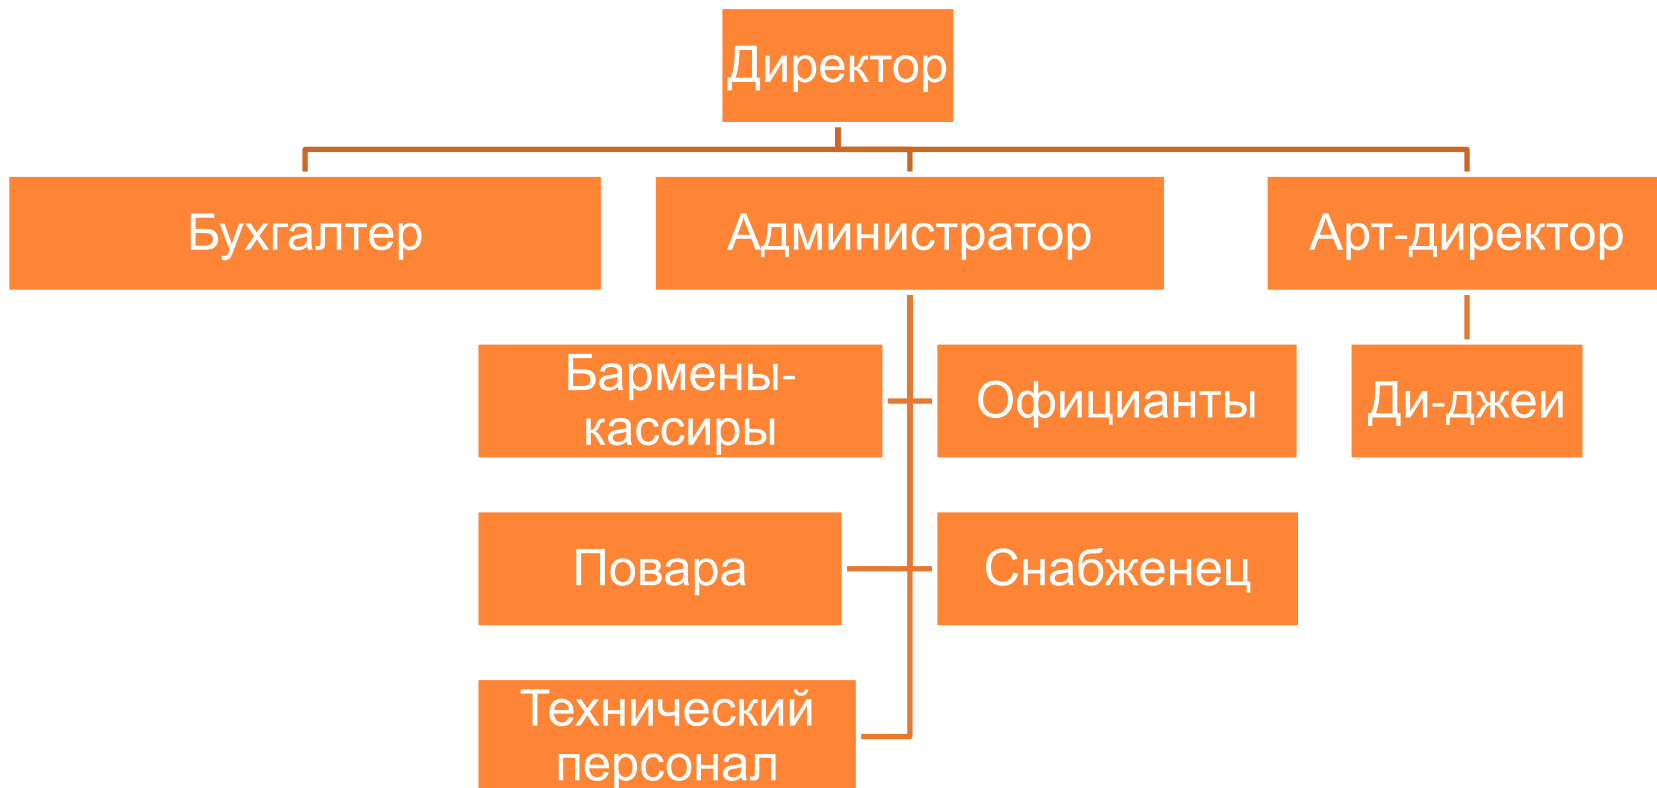 Директор
Бухгалтер
Администратор
Арт-директор
Бармены-
кассиры
Официанты
Ди-джеи
Повара
Снабженец
Технический
персонал